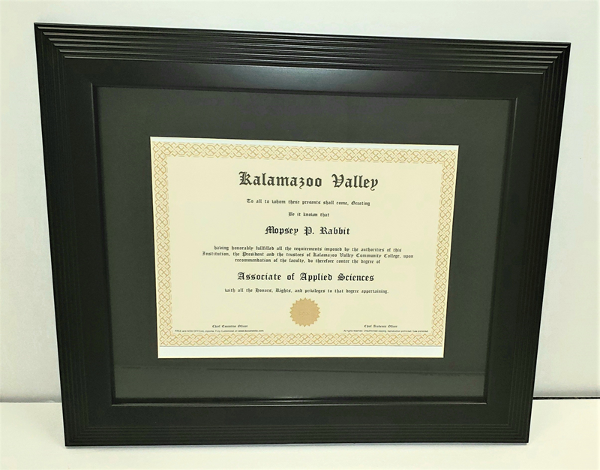 Kalamazoo Valley
To all to whom these presents shall come, Greeting
Be it known that
Mopsey P. Rabbit
having honorably fulfilled all the requirements imposed by the authorities of this
Institution, the President and the trustees of Kalamazoo Valley Community College, upon
recommendation of the faculty, do therefore confer the degree of
Associate of Applied Sciences
with all the Honors, Rights, and privileges to that degree appertaining.
Chief Executive Officer
Chief Executive Officer